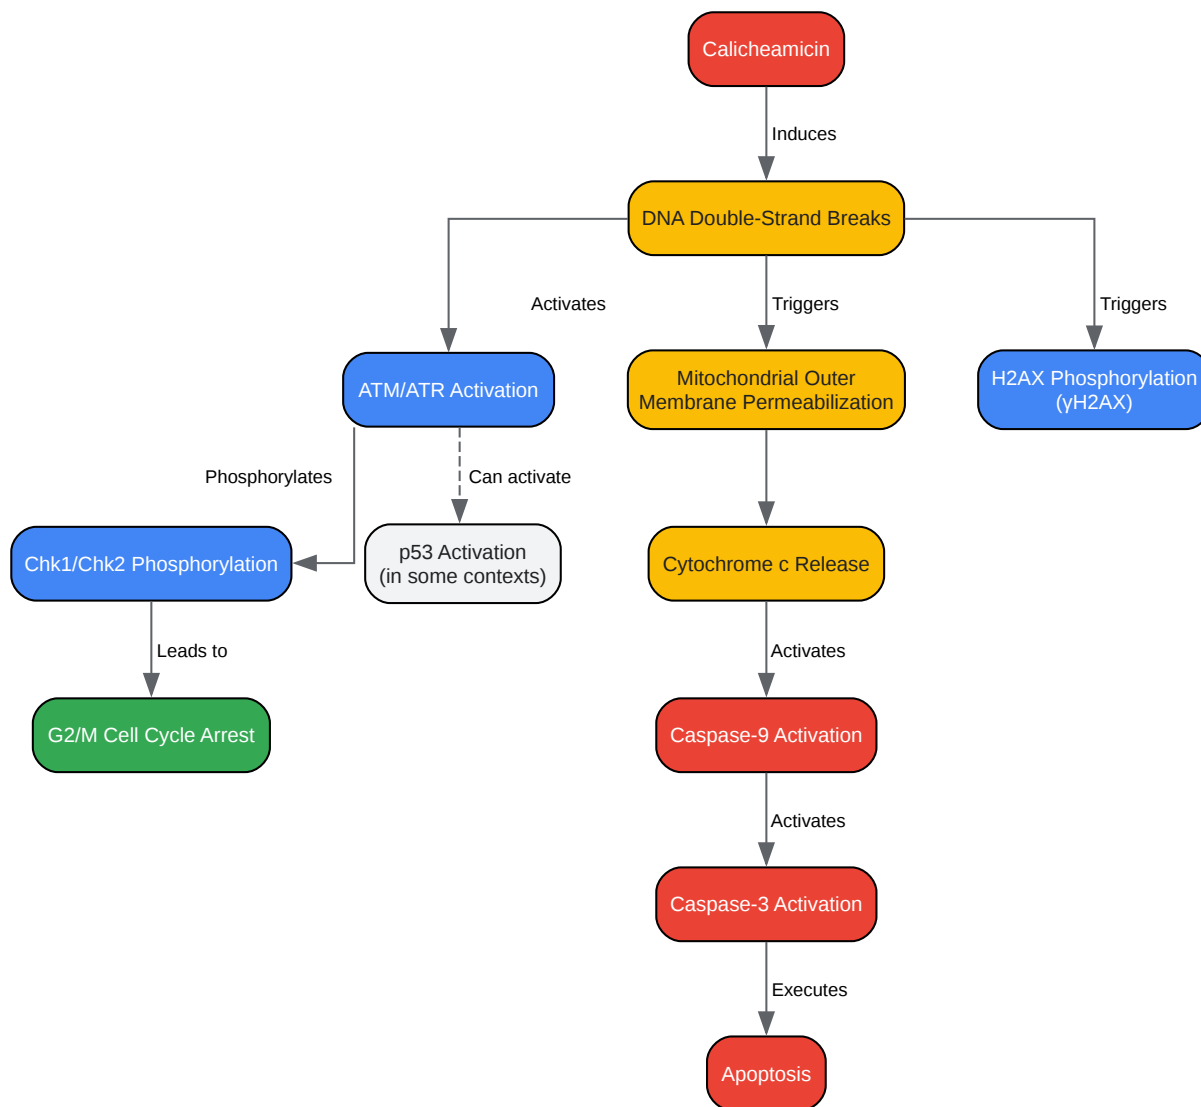 Calicheamicin
Induces
DNA Double-Strand Breaks
Activates
Triggers
Triggers
ATM/ATR Activation
Mitochondrial Outer
Membrane Permeabilization
H2AX Phosphorylation
(γH2AX)
Phosphorylates
Can activate
Chk1/Chk2 Phosphorylation
p53 Activation
(in some contexts)
Cytochrome c Release
Leads to
Activates
G2/M Cell Cycle Arrest
Caspase-9 Activation
Activates
Caspase-3 Activation
Executes
Apoptosis